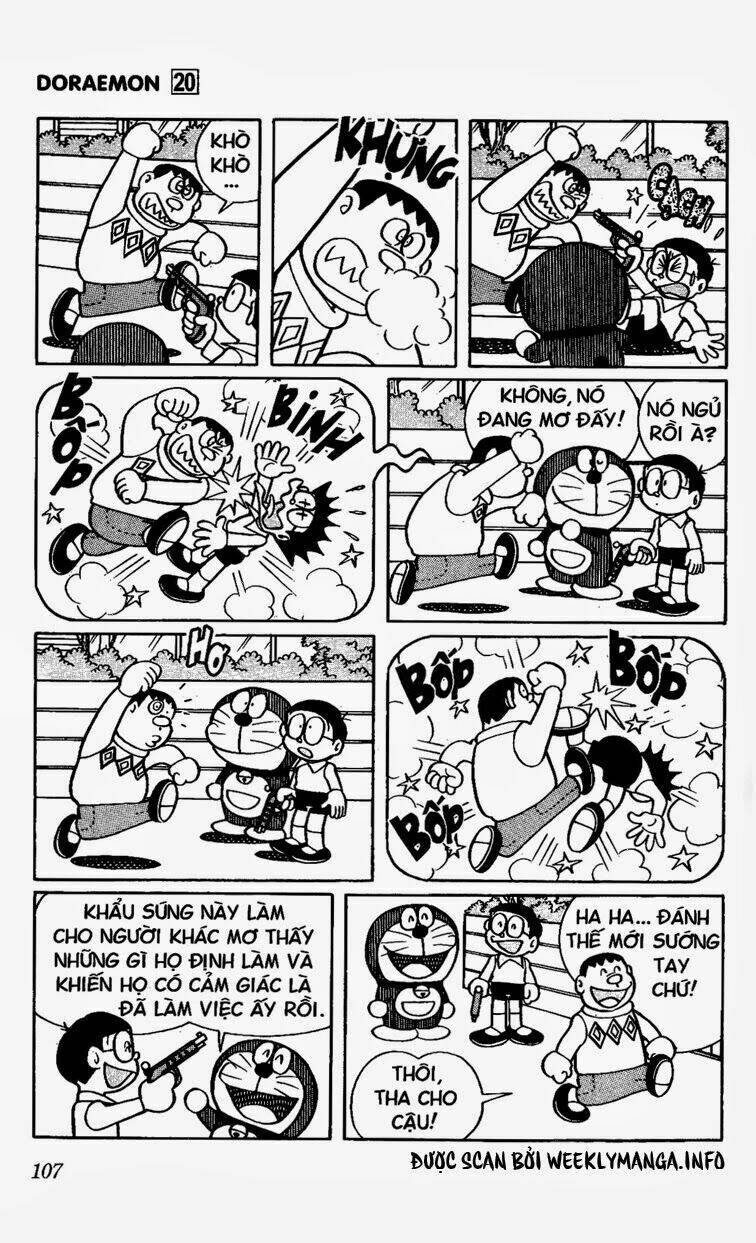 DORAEMON 20
CẠCH
KHỰNG
KHÒ
KHÒ
...
NÓ NGỦ
RỒI À?
KHÔNG, NÓ
ĐANG MƠ ĐẤY!
BINH
BỐP
BỐP
BỐP
BỐP
HƠ
HA HA... ĐÁNH
THẾ MỚI SƯỚNG
TAY
CHỨ!
THÔI,
THA CHO
CẬU!
KHẨU SÚNG NÀY LÀM
CHO NGƯỜI KHÁC MƠ THẤY
NHỮNG GÌ HỌ ĐỊNH LÀM VÀ
KHIẾN HỌ CÓ CẢM GIÁC LÀ
ĐÃ LÀM VIỆC ẤY RỒI.
107
ĐƯỢC SCAN BỞI WEEKLYMANGA.INFO